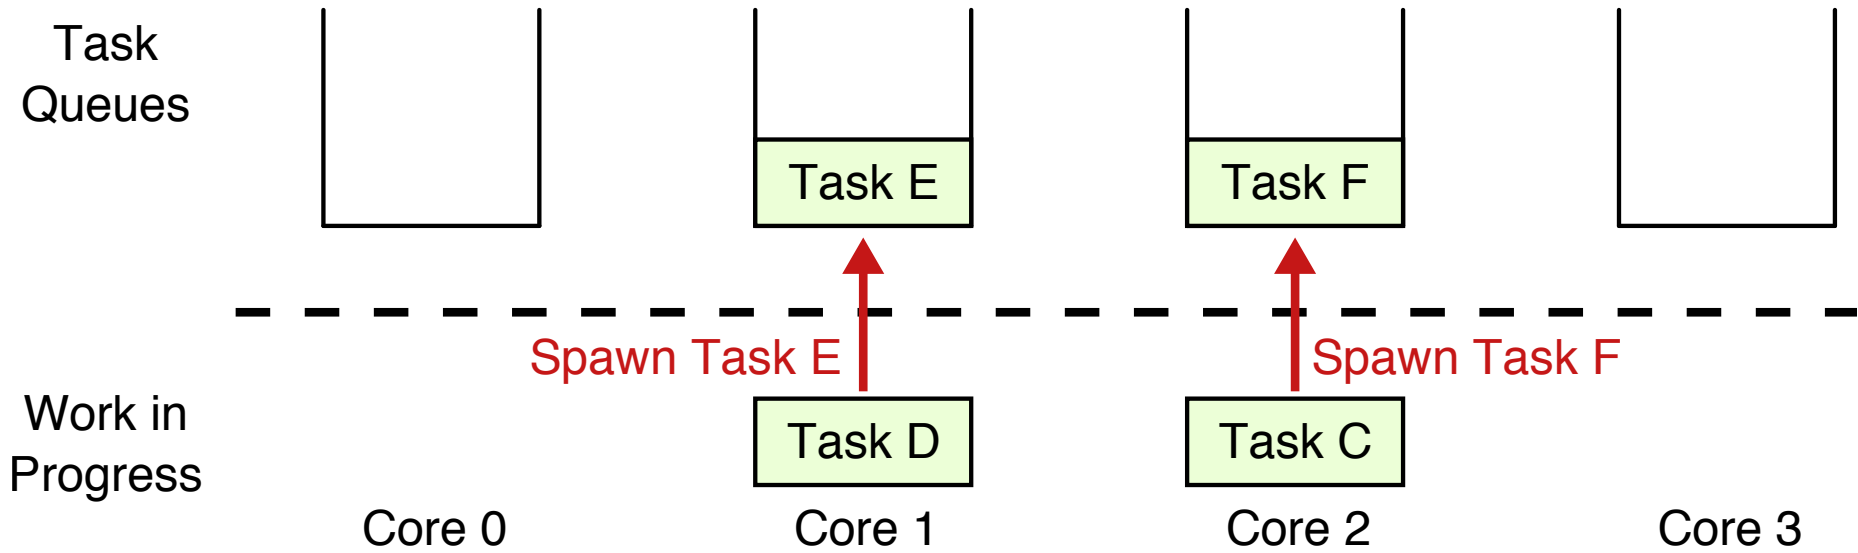 Task
Queues
Task E
Task F
Spawn Task E
Spawn Task F
Work in
Progress
Task D
Task C
Core 0
Core 1
Core 2
Core 3